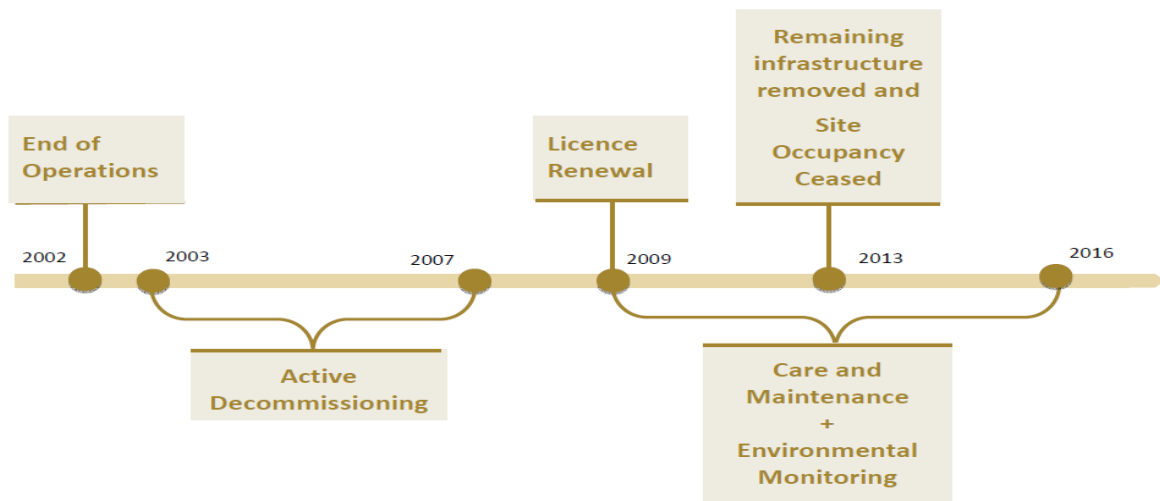 Remaining
infrastructure
removed and
Site
Occupancy
Ceased
End of
Operations
Licence
Renewal
2002
2003
2007
2009
2013
2016
Active
Decommissioning
Care and
Maintenance
+
Environmental
Monitoring